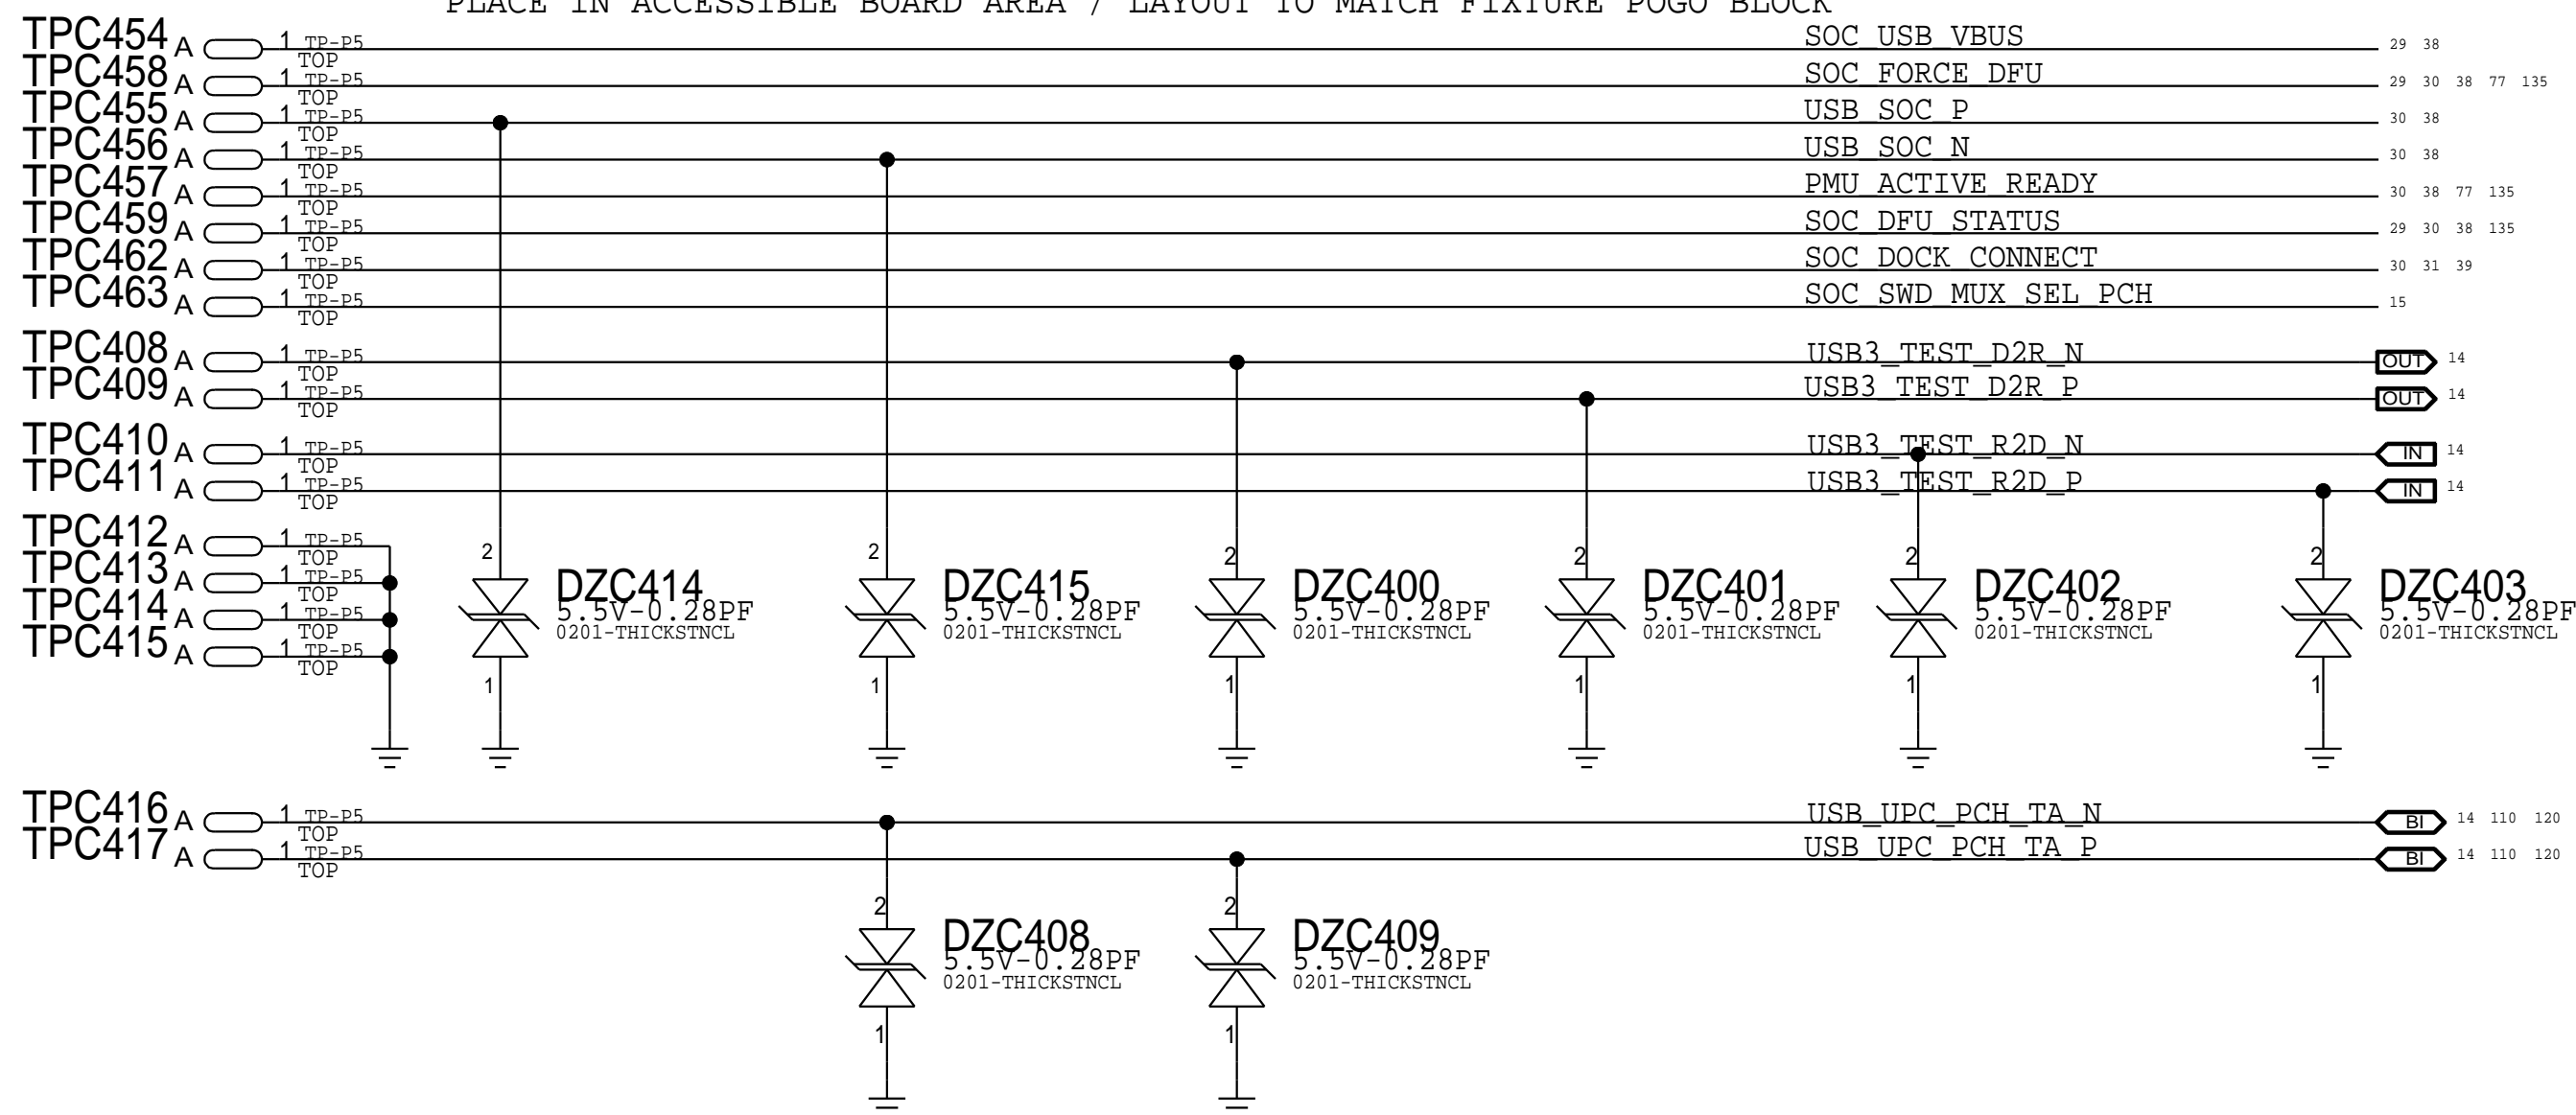 PLACE IN ACCESSIBLE BOARD AREA / LAYOUT TO MATCH FIXTURE POGO BLOCK
TPC454 A 1 TP-P5 TOP SOC_USB_VBUS 29 38
TPC458 A 1 TP-P5 TOP SOC_FORCE_DFU 29 30 38 77 135
TPC455 A 1 TP-P5 TOP USB_SOC_P 30 38
TPC456 A 1 TP-P5 TOP USB_SOC_N 30 38
TPC457 A 1 TP-P5 TOP PMU_ACTIVE_READY 30 38 77 135
TPC459 A 1 TP-P5 TOP SOC_DFU_STATUS 29 30 38 135
TPC462 A 1 TP-P5 TOP SOC_DOCK_CONNECT 30 31 39
TPC463 A 1 TP-P5 TOP SOC_SWD_MUX_SEL_PCH 15
TPC408 A 1 TP-P5 TOP USB3_TEST_D2R_N OUT 14
TPC409 A 1 TP-P5 TOP USB3_TEST_D2R_P OUT 14
TPC410 A 1 TP-P5 TOP USB3_TEST_R2D_N IN 14
TPC411 A 1 TP-P5 TOP USB3_TEST_R2D_P IN 14
TPC412 A 1 TP-P5 TOP
TPC413 A 1 TP-P5 TOP
TPC414 A 1 TP-P5 TOP
TPC415 A 1 TP-P5 TOP
2 2 2 2 2 2
DZC414 DZC415 DZC400 DZC401 DZC402 DZC403
5.5V-0.28PF 5.5V-0.28PF 5.5V-0.28PF 5.5V-0.28PF 5.5V-0.28PF 5.5V-0.28PF
0201-THICKSTNCL 0201-THICKSTNCL 0201-THICKSTNCL 0201-THICKSTNCL 0201-THICKSTNCL 0201-THICKSTNCL
1 1 1 1 1 1
TPC416 A 1 TP-P5 TOP USB_UPC_PCH_TA_N BI 14 110 120
TPC417 A 1 TP-P5 TOP USB_UPC_PCH_TA_P BI 14 110 120
2 2
DZC408 DZC409
5.5V-0.28PF 5.5V-0.28PF
0201-THICKSTNCL 0201-THICKSTNCL
1 1